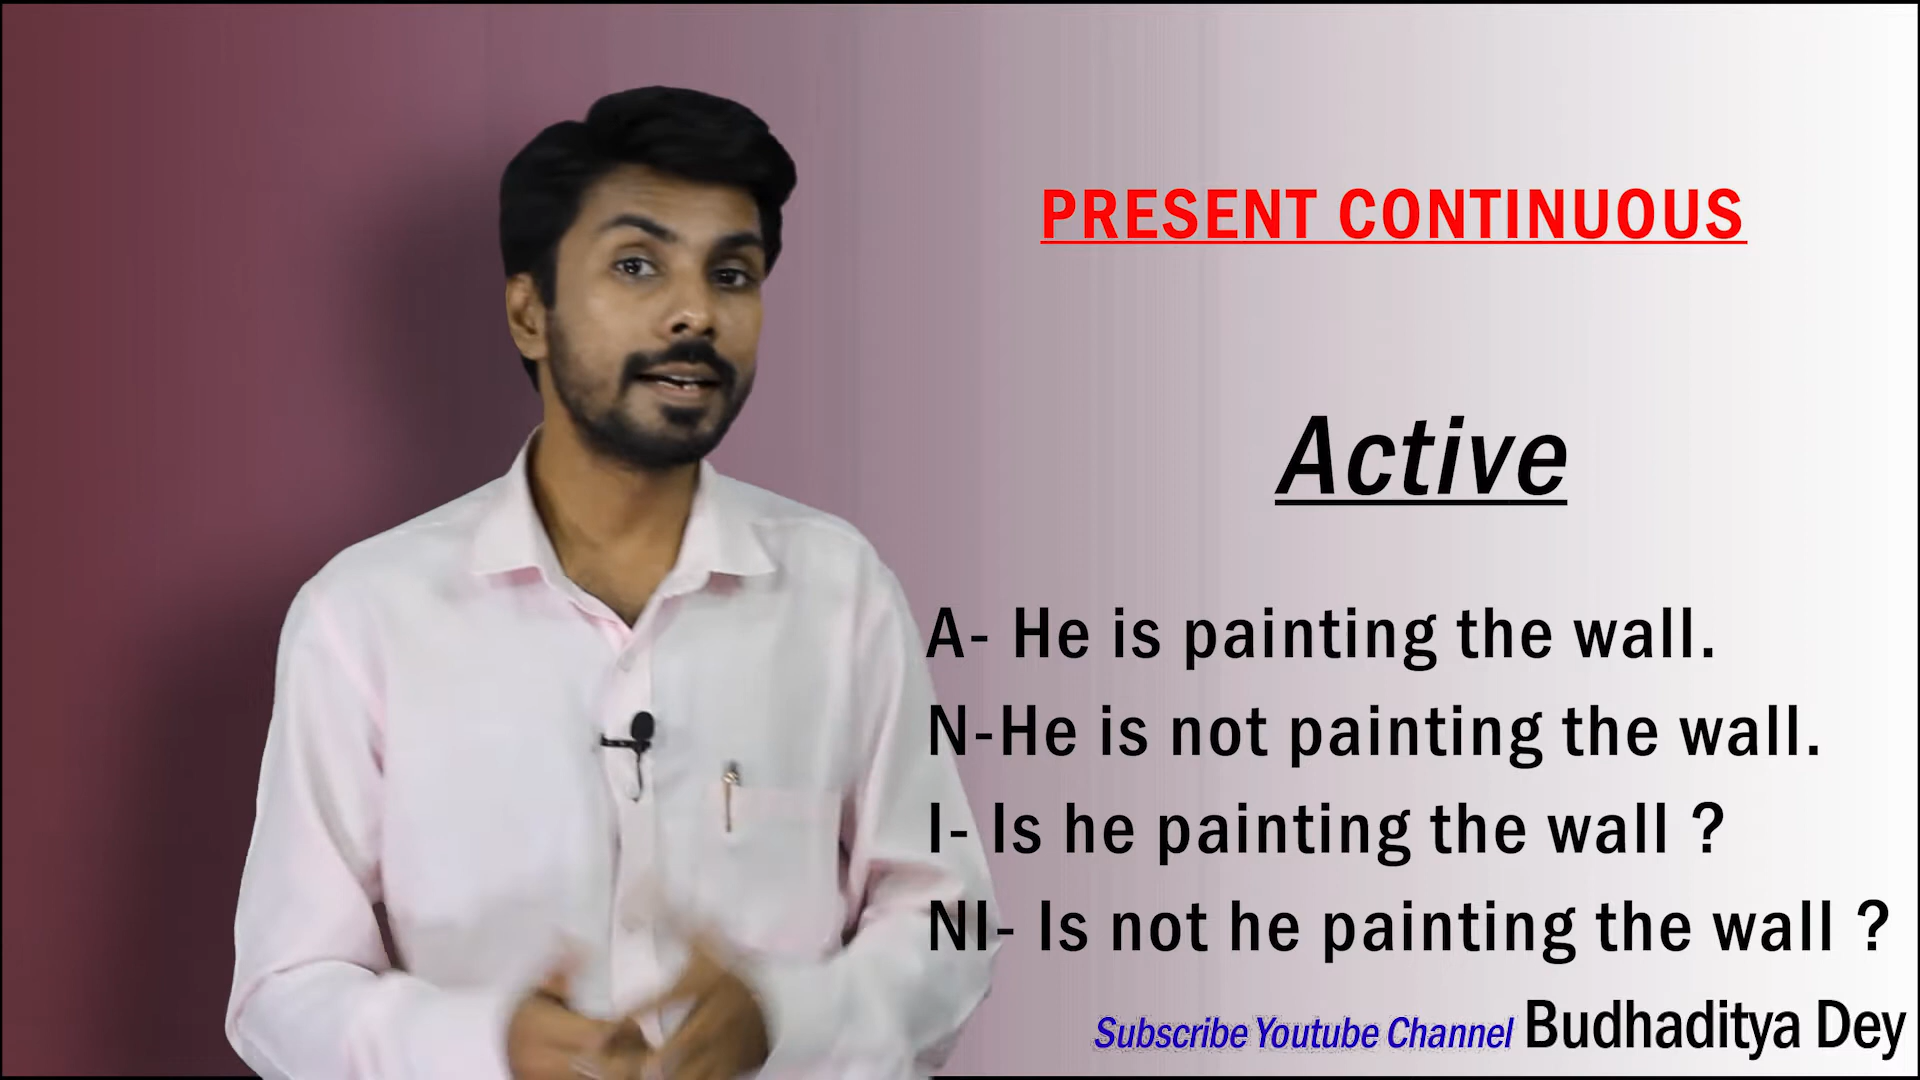 PRESENT CONTINUOUS
Active
A- He is painting the wall.
N-He is not painting the wall.
I- Is he painting the wall ?
NI- Is not he painting the wall ?
Subscribe Youtube Channel Budhaditya Dey